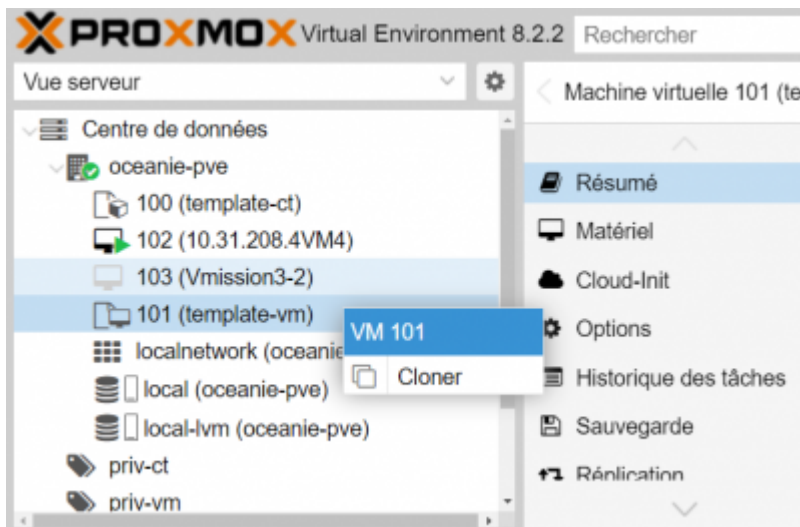 PROXMOX Virtual Environment 8.2.2 Rechercher
Vue serveur
Machine virtuelle 101 (te
Centre de données
oceanie-pve
100 (template-ct)
102 (10.31.208.4VM4)
103 (Vmission3-2)
101 (template-vm)
VM 101
Cloner
localnetwork (oceanie
local (oceanie-pve)
local-lvm (oceanie-pve)
priv-ct
priv-vm
Résumé
Matériel
Cloud-Init
Options
Historique des tâches
Sauvegarde
Réplication